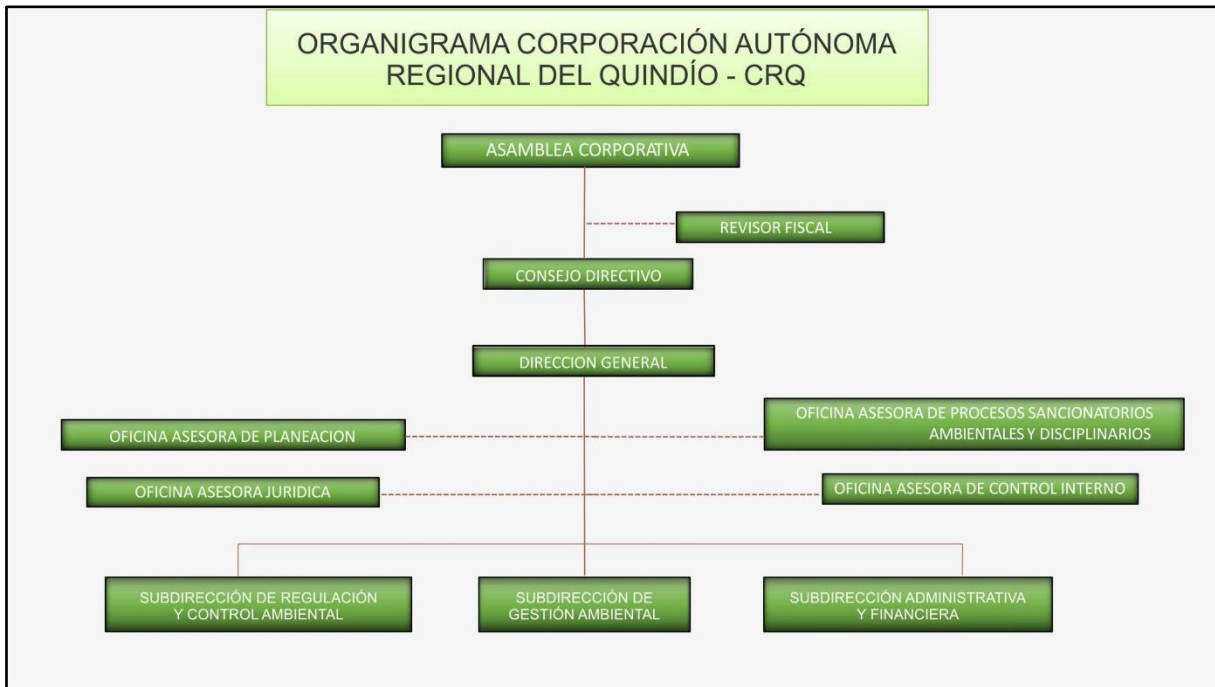 ORGANIGRAMA CORPORACIÓN AUTÓNOMA
REGIONAL DEL QUINDÍO - CRQ
ASAMBLEA CORPORATIVA
REVISOR FISCAL
CONSEJO DIRECTIVO
DIRECCION GENERAL
OFICINA ASESORA DE PLANEACION
OFICINA ASESORA DE PROCESOS SANCIONATORIOS
AMBIENTALES Y DISCIPLINARIOS
OFICINA ASESORA JURIDICA
OFICINA ASESORA DE CONTROL INTERNO
SUBDIRECCIÓN DE REGULACIÓN
Y CONTROL AMBIENTAL
SUBDIRECCIÓN DE
GESTIÓN AMBIENTAL
SUBDIRECCIÓN ADMINISTRATIVA
Y FINANCIERA